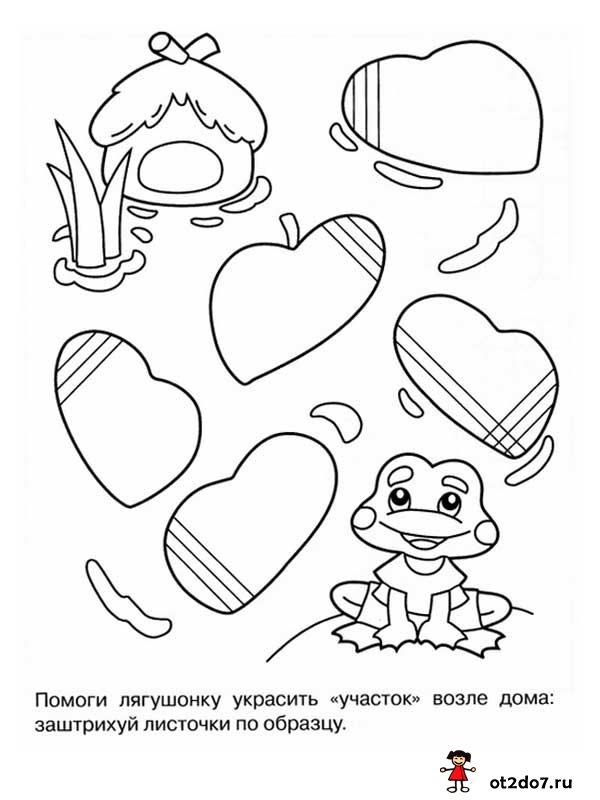 Помоги лягушонку украсить «участок» возле дома:
заштрихуй листочки по образцу.
ot2do7.ru